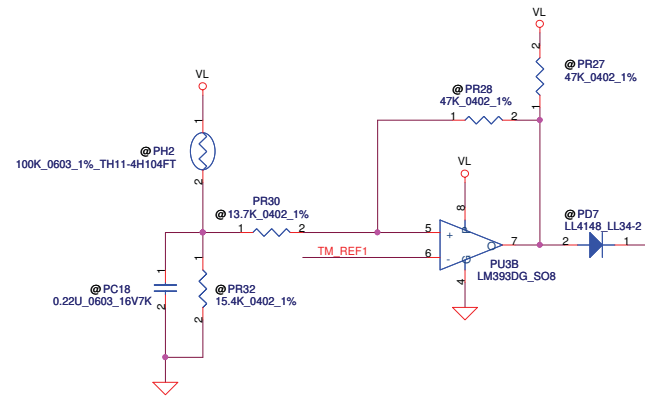 VL
2
@PR27
47K_0402_1%
1
VL
@PR28
47K_0402_1%
1
2
1
@PH2
100K_0603_1%_TH11-4H104FT
2
VL
8
PR30
@13.7K_0402_1%
1
2
5
+
P
O
7
@PD7
LL4148_LL34-2
2
1
TM_REF1
6
-
G
PU3B
LM393DG_SO8
4
1
@PC18
0.22U_0603_16V7K
2
1
@PR32
15.4K_0402_1%
2